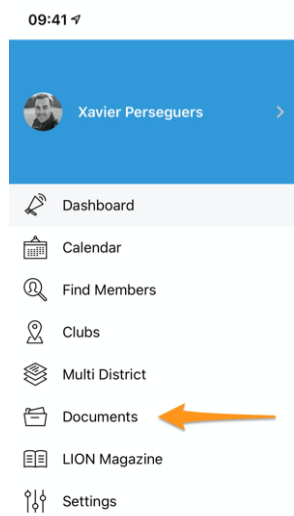 09:41
Xavier Perseguers
Dashboard
Calendar
Find Members
Clubs
Multi District
Documents
LION Magazine
Settings